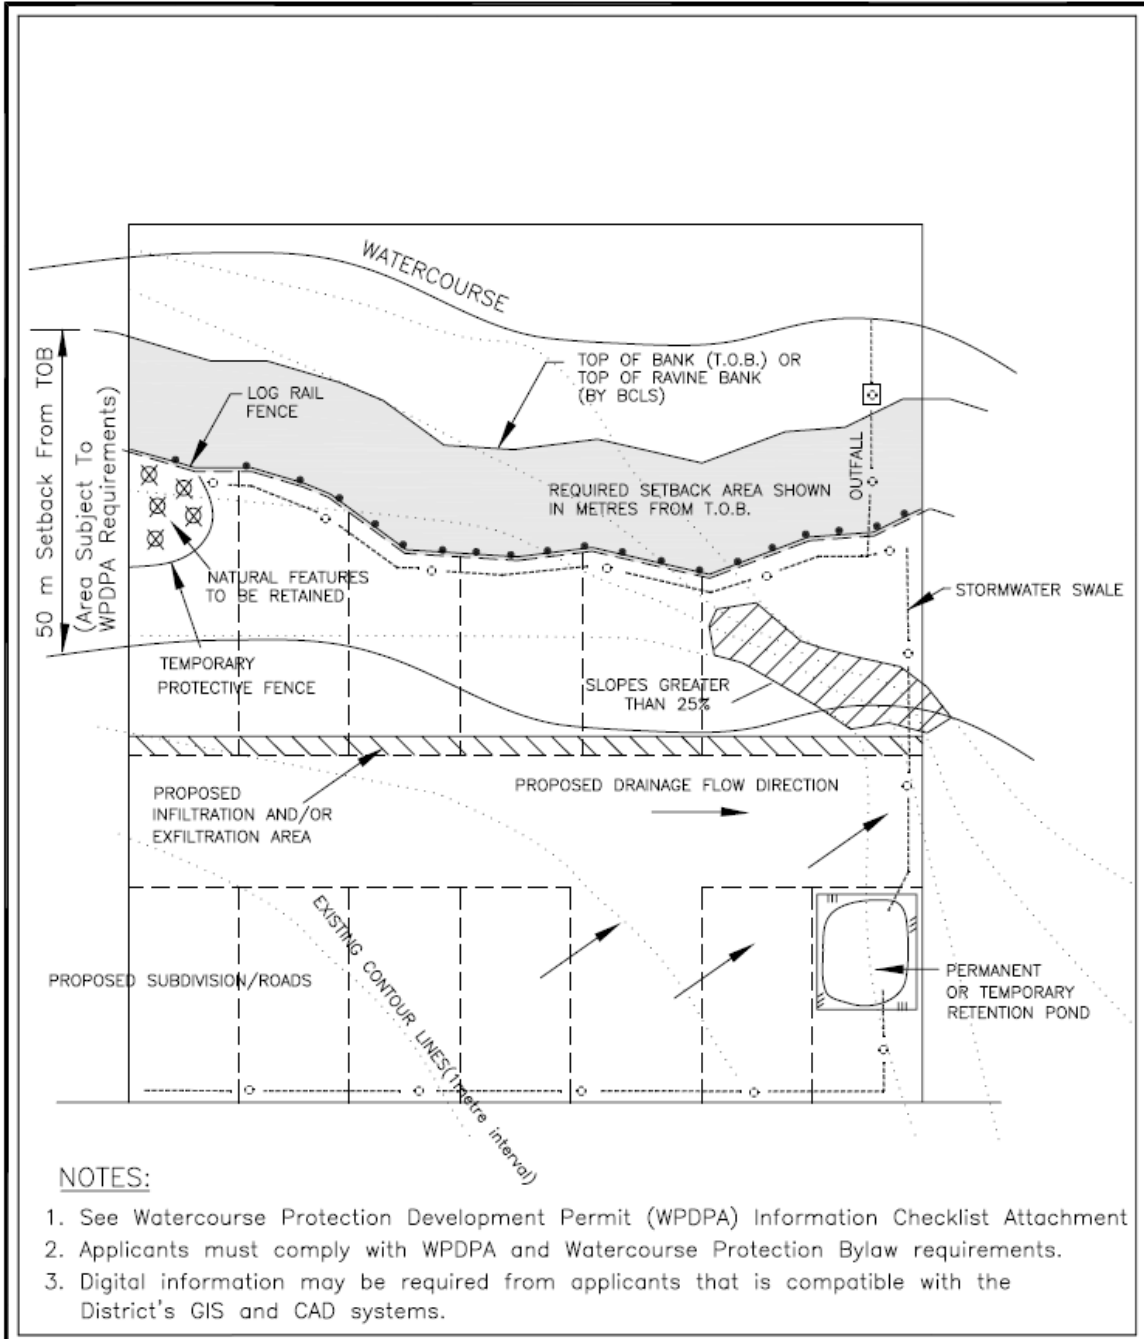 WATERCOURSE
TOP OF BANK (T.O.B.) OR
TOP OF RAVINE BANK
(BY BCLS)
50 m Setback From TOB
(Area Subject To
WPDPA Requirements)
LOG RAIL
FENCE
OUTFALL
REQUIRED SETBACK AREA SHOWN
IN METRES FROM T.O.B.
NATURAL FEATURES
TO BE RETAINED
STORMWATER SWALE
TEMPORARY
PROTECTIVE FENCE
SLOPES GREATER
THAN 25%
PROPOSED
INFILTRATION AND/OR
EXFILTRATION AREA
PROPOSED DRAINAGE FLOW DIRECTION
EXISTING CONTOUR LINES(1metre interval)
PROPOSED SUBDIVISION/ROADS
PERMANENT
OR TEMPORARY
RETENTION POND
NOTES:
1. See Watercourse Protection Development Permit (WPDPA) Information Checklist Attachment
2. Applicants must comply with WPDPA and Watercourse Protection Bylaw requirements.
3. Digital information may be required from applicants that is compatible with the
District's GIS and CAD systems.